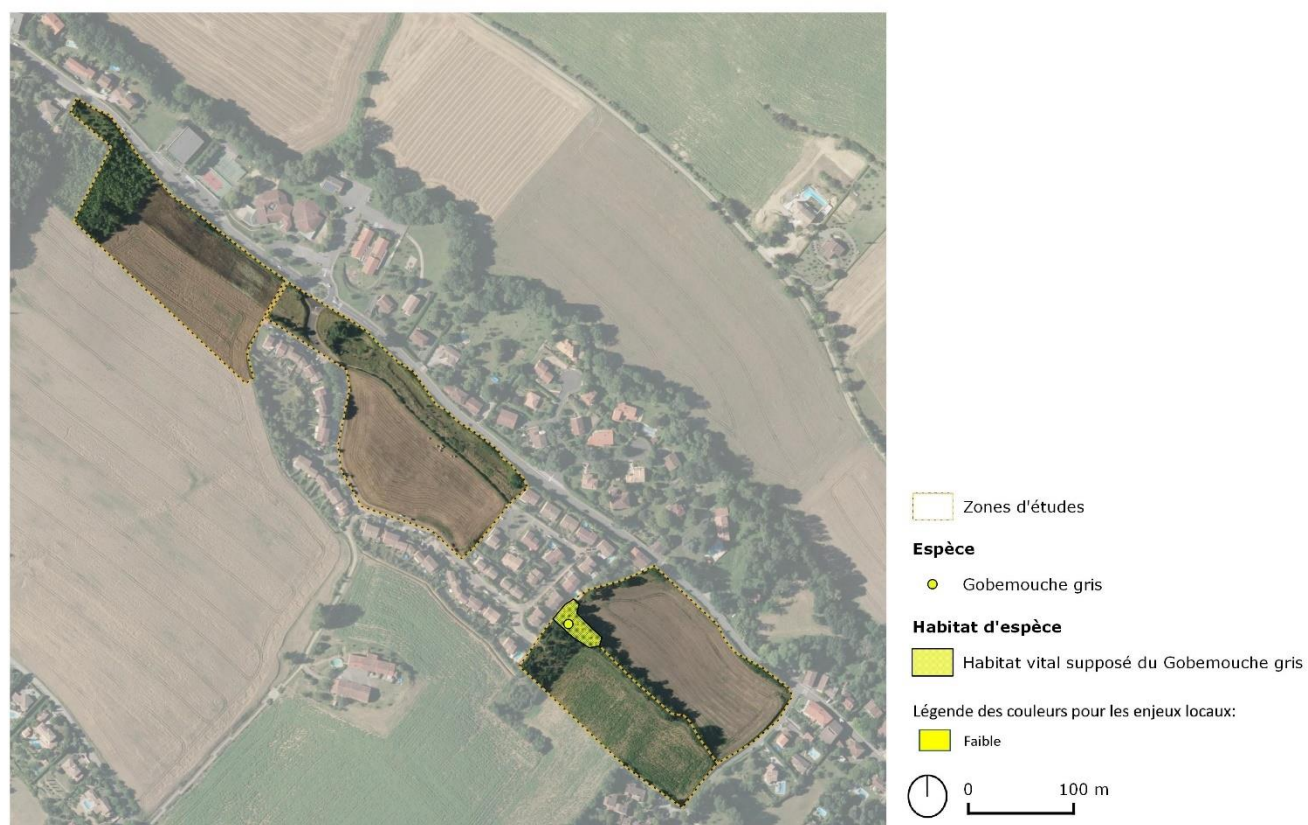 Zones d'études
Espèce
Gobemouche gris
Habitat d'espèce
Habitat vital supposé du Gobemouche gris
Légende des couleurs pour les enjeux locaux:
Faible
0 100 m